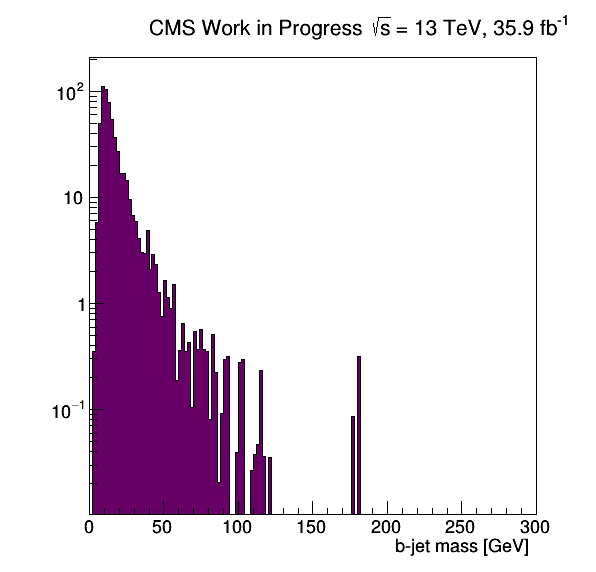 CMS Work in Progress √s = 13 TeV, 35.9 fb⁻¹
10²
10
1
10⁻¹
0 50 100 150 200 250 300
b-jet mass [GeV]